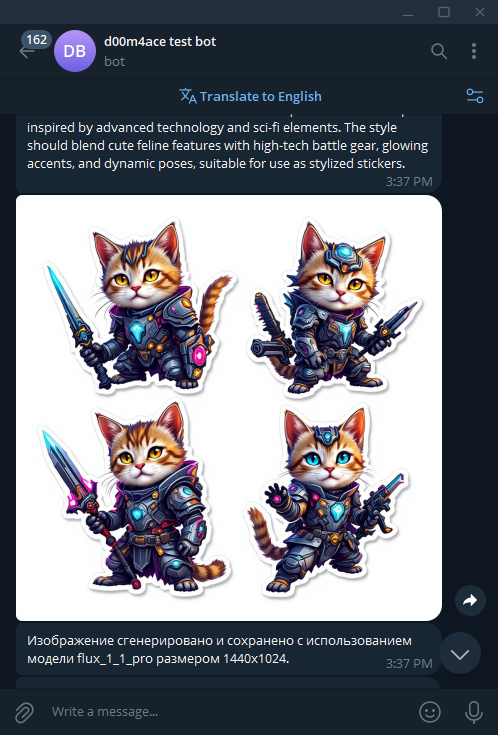 162
DB
d00m4ace test bot
bot
Translate to English
inspired by advanced technology and sci-fi elements. The style
should blend cute feline features with high-tech battle gear, glowing
accents, and dynamic poses, suitable for use as stylized stickers.
3:37 PM
Изображение сгенерировано и сохранено с использованием
модели flux_1_1_pro размером 1440x1024.
3:37 PM
Write a message...